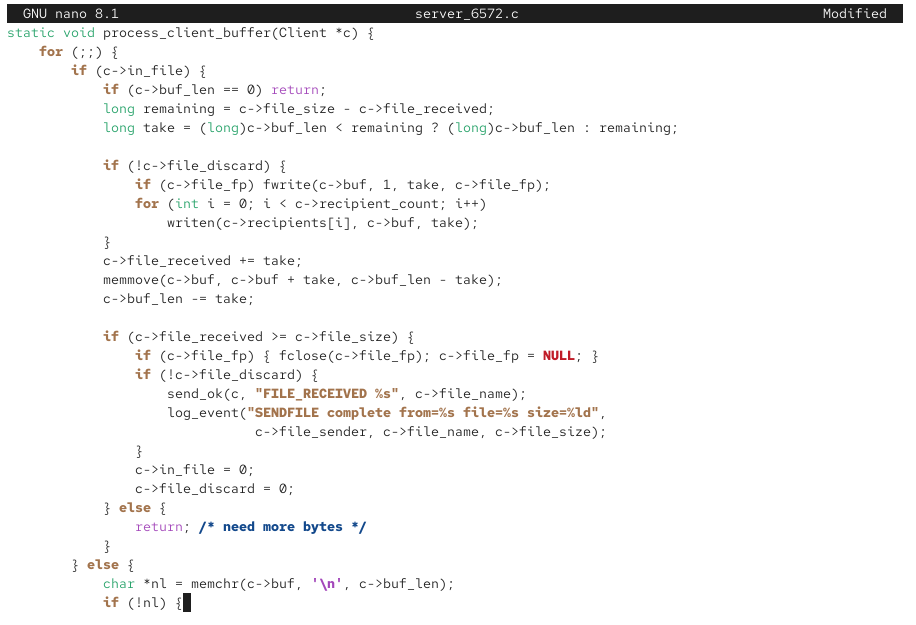 GNU nano 8.1 server_6572.c Modified
static void process_client_buffer(Client *c) {
    for (;;) {
        if (c->in_file) {
            if (c->buf_len == 0) return;
            long remaining = c->file_size - c->file_received;
            long take = (long)c->buf_len < remaining ? (long)c->buf_len : remaining;

            if (!c->file_discard) {
                if (c->file_fp) fwrite(c->buf, 1, take, c->file_fp);
                for (int i = 0; i < c->recipient_count; i++)
                    writen(c->recipients[i], c->buf, take);
            }
            c->file_received += take;
            memmove(c->buf, c->buf + take, c->buf_len - take);
            c->buf_len -= take;

            if (c->file_received >= c->file_size) {
                if (c->file_fp) { fclose(c->file_fp); c->file_fp = NULL; }
                if (!c->file_discard) {
                    send_ok(c, "FILE_RECEIVED %s", c->file_name);
                    log_event("SENDFILE complete from=%s file=%s size=%ld",
                               c->file_sender, c->file_name, c->file_size);
                }
                c->in_file = 0;
                c->file_discard = 0;
            } else {
                return; /* need more bytes */
            }
        } else {
            char *nl = memchr(c->buf, '\n', c->buf_len);
            if (!nl) {